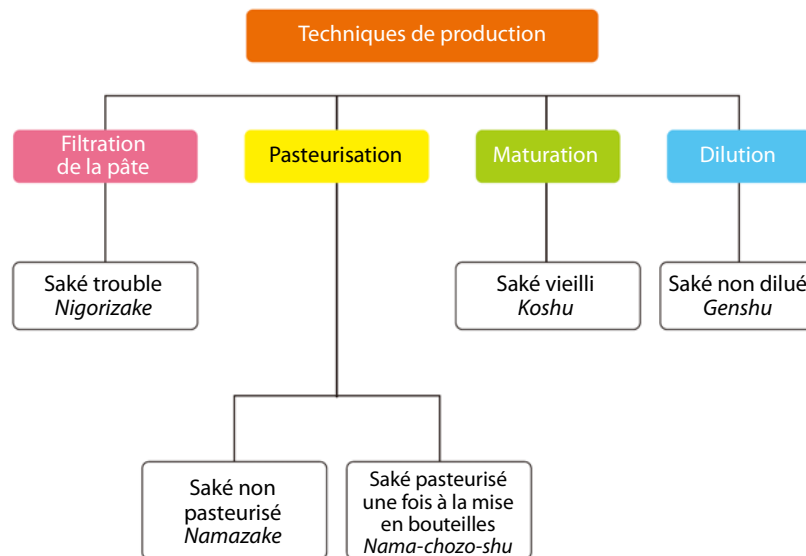 Techniques de production
Filtration
de la pâte
Pasteurisation
Maturation
Dilution
Saké trouble
Nigorizake
Saké vieilli
Koshu
Saké non dilué
Genshu
Saké non
pasteurisé
Namazake
Saké pasteurisé
une fois à la mise
en bouteilles
Nama-chozo-shu